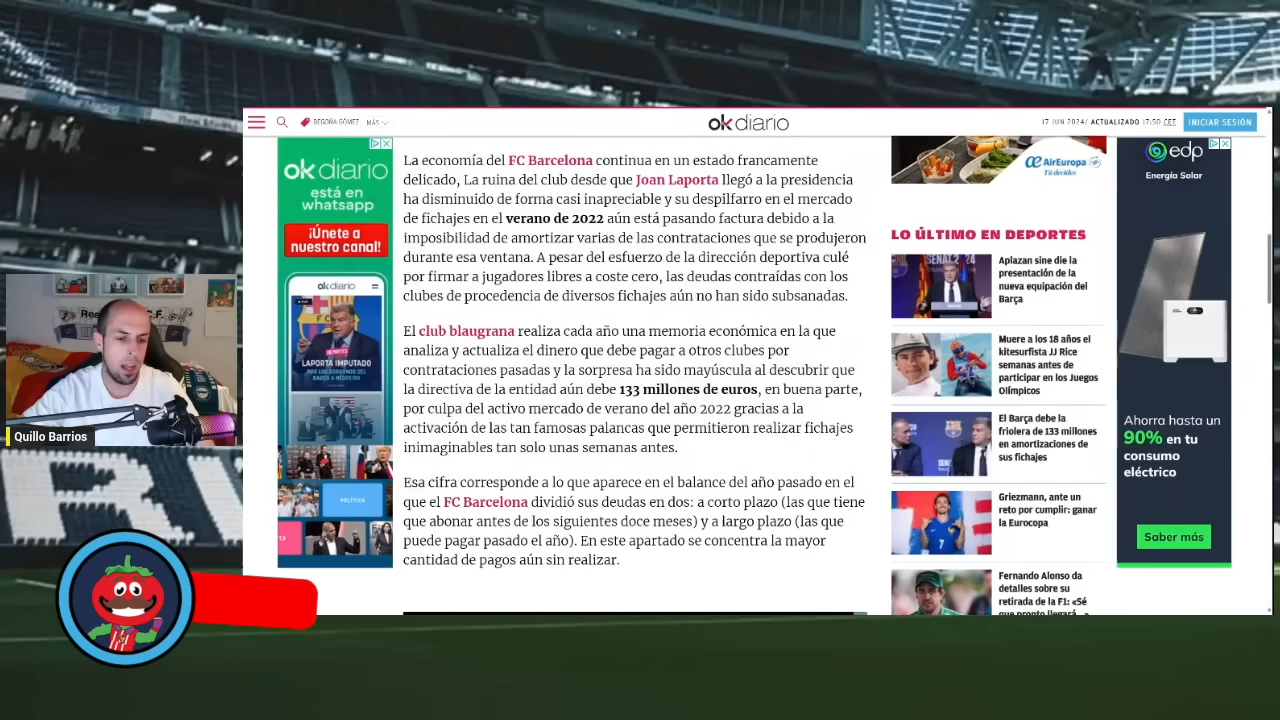 BEGOÑA GÓMEZ
MÁS
okdiario
17 JUN 2024/ ACTUALIZADO 17:50 CET
INICIAR SESIÓN
okdiario
está en
whatsapp
¡Únete a
nuestro canal!
okdiario
LAPORTA IMPUTADO
POLÍTICA
La economía del FC Barcelona continua en un estado francamente
delicado, La ruina del club desde que Joan Laporta llegó a la presidencia
ha disminuido de forma casi inapreciable y su despilfarro en el mercado
de fichajes en el verano de 2022 aún está pasando factura debido a la
imposibilidad de amortizar varias de las contrataciones que se produjeron
durante esa ventana. A pesar del esfuerzo de la dirección deportiva culé
por firmar a jugadores libres a coste cero, las deudas contraídas con los
clubes de procedencia de diversos fichajes aún no han sido subsanadas.
El club blaugrana realiza cada año una memoria económica en la que
analiza y actualiza el dinero que debe pagar a otros clubes por
contrataciones pasadas y la sorpresa ha sido mayúscula al descubrir que
la directiva de la entidad aún debe 133 millones de euros, en buena parte,
por culpa del activo mercado de verano del año 2022 gracias a la
activación de las tan famosas palancas que permitieron realizar fichajes
inimaginables tan solo unas semanas antes.
Esa cifra corresponde a lo que aparece en el balance del año pasado en el
que el FC Barcelona dividió sus deudas en dos: a corto plazo (las que tiene
que abonar antes de los siguientes doce meses) y a largo plazo (las que
puede pagar pasado el año). En este apartado se concentra la mayor
cantidad de pagos aún sin realizar.
AirEuropa
Tú decides
LO ÚLTIMO EN DEPORTES
Aplazan sine die la
presentación de la
nueva equipación del
Barça
Muere a los 18 años el
kitesurfista JJ Rice
semanas antes de
participar en los Juegos
Olímpicos
El Barça debe la
friolera de 133 millones
en amortizaciones de
sus fichajes
Griezmann, ante un
reto por cumplir: ganar
la Eurocopa
Fernando Alonso da
detalles sobre su
retirada de la F1: «Sé
que pronto llegará...»
edp
Energía Solar
Ahorra hasta un
90% en tu
consumo
eléctrico
Saber más
Quillo Barrios
RI